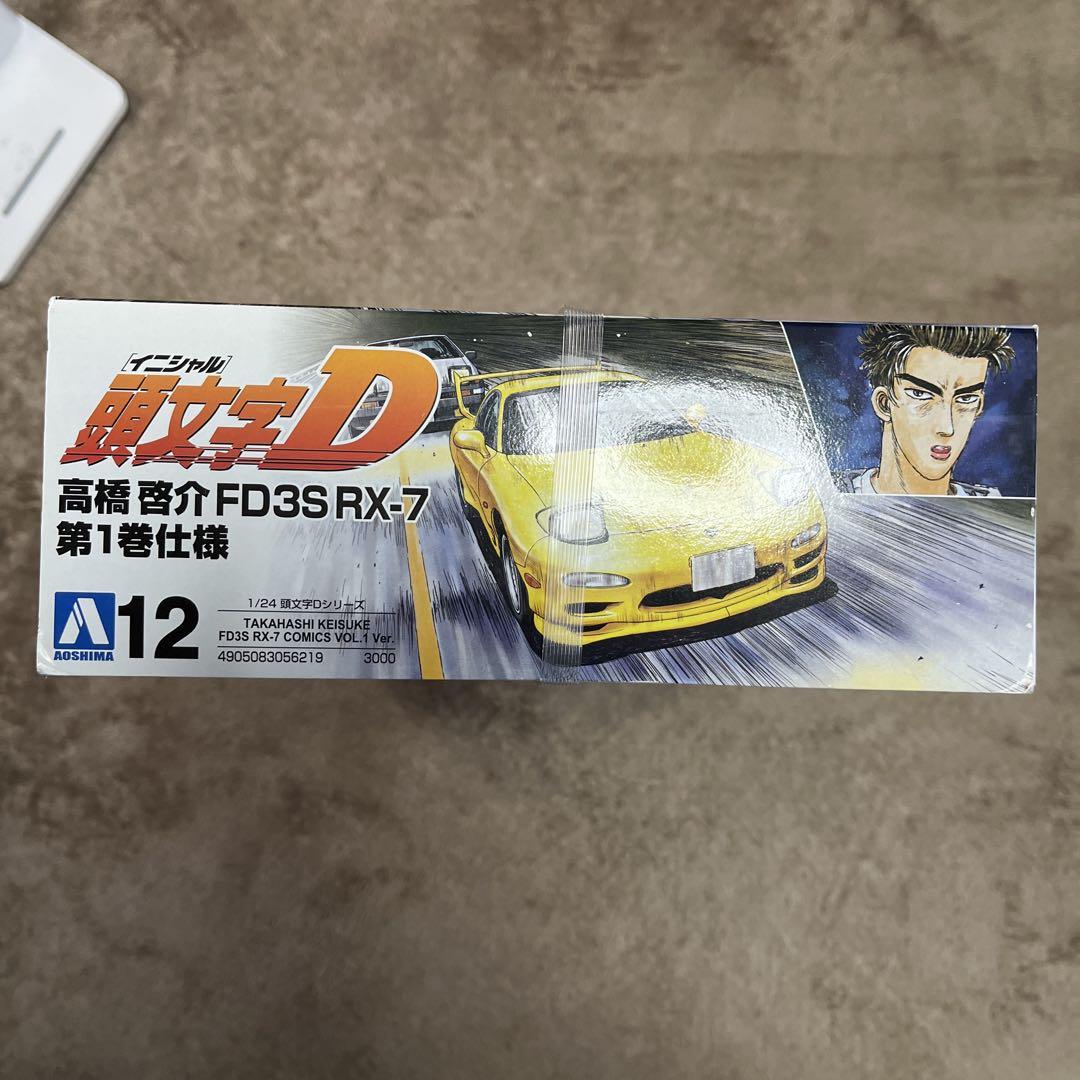 [イニシャル]
頭文字D
高橋 啓介 FD3S RX-7
第1巻仕様
AOSHIMA
12
1/24 頭文字Dシリーズ
TAKAHASHI KEISUKE
FD3S RX-7 COMICS VOL.1 Ver.
4905083056219 3000